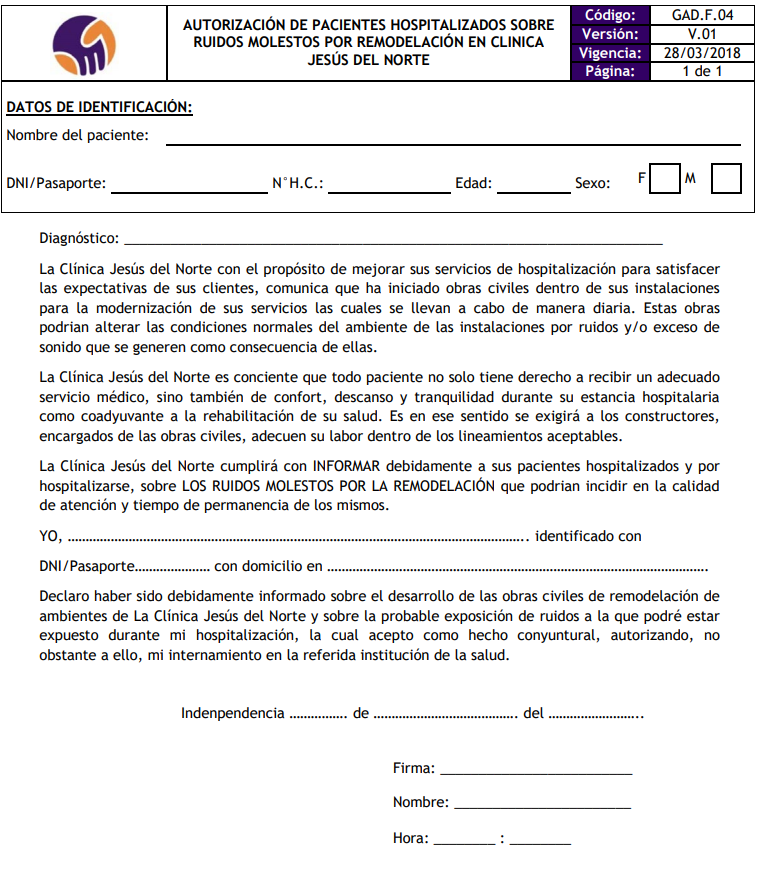 AUTORIZACIÓN DE PACIENTES HOSPITALIZADOS SOBRE
RUIDOS MOLESTOS POR REMODELACIÓN EN CLINICA
JESÚS DEL NORTE
Código: GAD.F.04
Versión: V.01
Vigencia: 28/03/2018
Página: 1 de 1
DATOS DE IDENTIFICACIÓN:
Nombre del paciente: ____________________
DNI/Pasaporte: __________ N°H.C.: __________ Edad: ______ Sexo: F M
Diagnóstico: ____________________
La Clínica Jesús del Norte con el propósito de mejorar sus servicios de hospitalización para satisfacer
las expectativas de sus clientes, comunica que ha iniciado obras civiles dentro de sus instalaciones
para la modernización de sus servicios las cuales se llevan a cabo de manera diaria. Estas obras
podrian alterar las condiciones normales del ambiente de las instalaciones por ruidos y/o exceso de
sonido que se generen como consecuencia de ellas.
La Clínica Jesús del Norte es conciente que todo paciente no solo tiene derecho a recibir un adecuado
servicio médico, sino también de confort, descanso y tranquilidad durante su estancia hospitalaria
como coadyuvante a la rehabilitación de su salud. Es en ese sentido se exigirá a los constructores,
encargados de las obras civiles, adecuen su labor dentro de los lineamientos aceptables.
La Clínica Jesús del Norte cumplirá con INFORMAR debidamente a sus pacientes hospitalizados y por
hospitalizarse, sobre LOS RUIDOS MOLESTOS POR LA REMODELACIÓN que podrian incidir en la calidad
de atención y tiempo de permanencia de los mismos.
YO, ……………………………………………………….. identificado con
DNI/Pasaporte………………… con domicilio en ……………………………………………………….
Declaro haber sido debidamente informado sobre el desarrollo de las obras civiles de remodelación de
ambientes de La Clínica Jesús del Norte y sobre la probable exposición de ruidos a la que podré estar
expuesto durante mi hospitalización, la cual acepto como hecho conyuntural, autorizando, no
obstante a ello, mi internamiento en la referida institución de la salud.
Indenpendencia ……………. de ……………………………. del ………………..
Firma: ____________________
Nombre: ____________________
Hora: ________ : ________